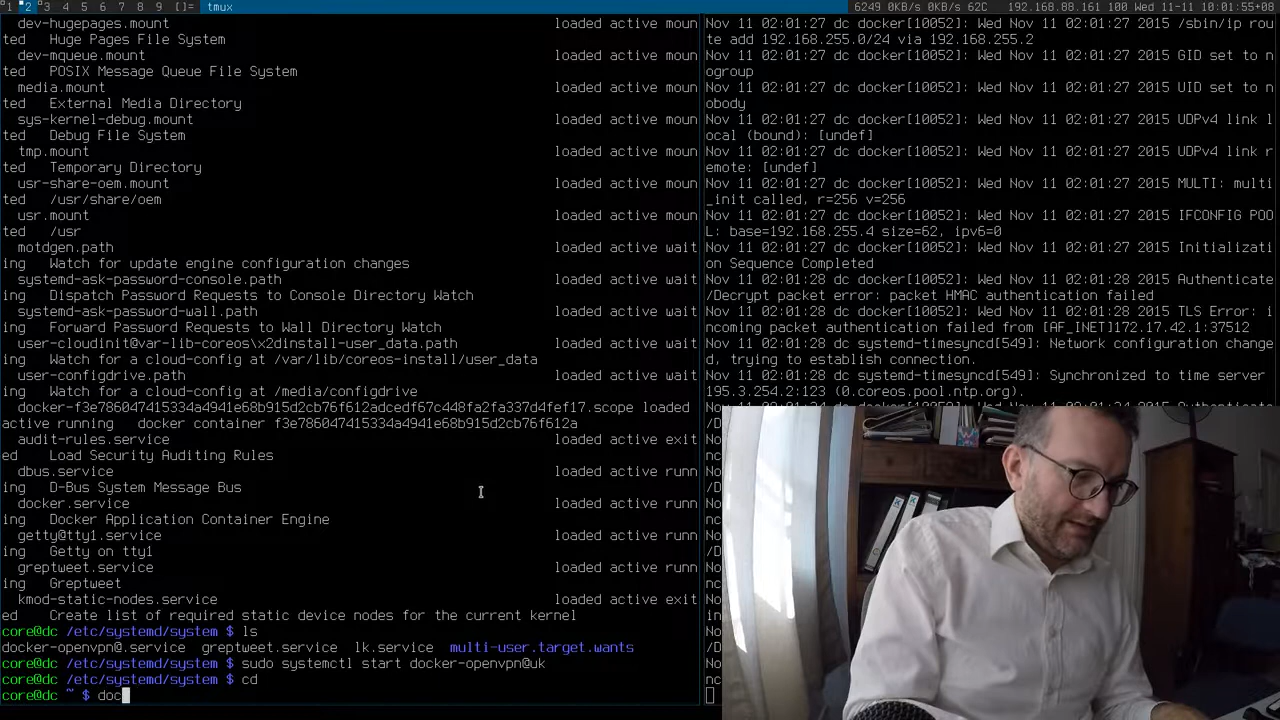 1 2 3 4 5 6 7 8 9 []= tmux 6249 0KB/s 0KB/s 62C 192.168.88.161 100 Wed 11-11 10:01:55+08
dev-hugepages.mount loaded active moun
ted Huge Pages File System
dev-mqueue.mount loaded active moun
ted POSIX Message Queue File System
media.mount loaded active moun
ted External Media Directory
sys-kernel-debug.mount loaded active moun
ted Debug File System
tmp.mount loaded active moun
ted Temporary Directory
usr-share-oem.mount loaded active moun
ted /usr/share/oem
usr.mount loaded active moun
ted /usr
motdgen.path loaded active wait
ing Watch for update engine configuration changes
systemd-ask-password-console.path loaded active wait
ing Dispatch Password Requests to Console Directory Watch
systemd-ask-password-wall.path loaded active wait
ing Forward Password Requests to Wall Directory Watch
user-cloudinit@var-lib-coreos\x2dinstall-user_data.path loaded active wait
ing Watch for a cloud-config at /var/lib/coreos-install/user_data
user-configdrive.path loaded active wait
ing Watch for a cloud-config at /media/configdrive
docker-f3e786047415334a4941e68b915d2cb76f612adcedf67c448fa2fa337d4fef17.scope loaded
active running docker container f3e786047415334a4941e68b915d2cb76f612a
audit-rules.service loaded active exit
ed Load Security Auditing Rules
dbus.service loaded active runn
ing D-Bus System Message Bus
docker.service loaded active runn
ing Docker Application Container Engine
getty@tty1.service loaded active runn
ing Getty on tty1
greptweet.service loaded active runn
ing Greptweet
kmod-static-nodes.service loaded active exit
ed Create list of required static device nodes for the current kernel
core@dc /etc/systemd/system $ ls
docker-openvpn@.service greptweet.service lk.service multi-user.target.wants
core@dc /etc/systemd/system $ sudo systemctl start docker-openvpn@uk
core@dc /etc/systemd/system $ cd
core@dc ~ $ doc
Nov 11 02:01:27 dc docker[10052]: Wed Nov 11 02:01:27 2015 /sbin/ip rou
te add 192.168.255.0/24 via 192.168.255.2
Nov 11 02:01:27 dc docker[10052]: Wed Nov 11 02:01:27 2015 GID set to n
ogroup
Nov 11 02:01:27 dc docker[10052]: Wed Nov 11 02:01:27 2015 UID set to n
obody
Nov 11 02:01:27 dc docker[10052]: Wed Nov 11 02:01:27 2015 UDPv4 link l
ocal (bound): [undef]
Nov 11 02:01:27 dc docker[10052]: Wed Nov 11 02:01:27 2015 UDPv4 link r
emote: [undef]
Nov 11 02:01:27 dc docker[10052]: Wed Nov 11 02:01:27 2015 MULTI: multi
_init called, r=256 v=256
Nov 11 02:01:27 dc docker[10052]: Wed Nov 11 02:01:27 2015 IFCONFIG POO
L: base=192.168.255.4 size=62, ipv6=0
Nov 11 02:01:27 dc docker[10052]: Wed Nov 11 02:01:27 2015 Initializati
on Sequence Completed
Nov 11 02:01:28 dc docker[10052]: Wed Nov 11 02:01:28 2015 Authenticate
/Decrypt packet error: packet HMAC authentication failed
Nov 11 02:01:28 dc docker[10052]: Wed Nov 11 02:01:28 2015 TLS Error: i
ncoming packet authentication failed from [AF_INET]172.17.42.1:37512
Nov 11 02:01:28 dc systemd-timesyncd[549]: Network configuration change
d, trying to establish connection.
Nov 11 02:01:28 dc systemd-timesyncd[549]: Synchronized to time server
195.3.254.2:123 (0.coreos.pool.ntp.org).